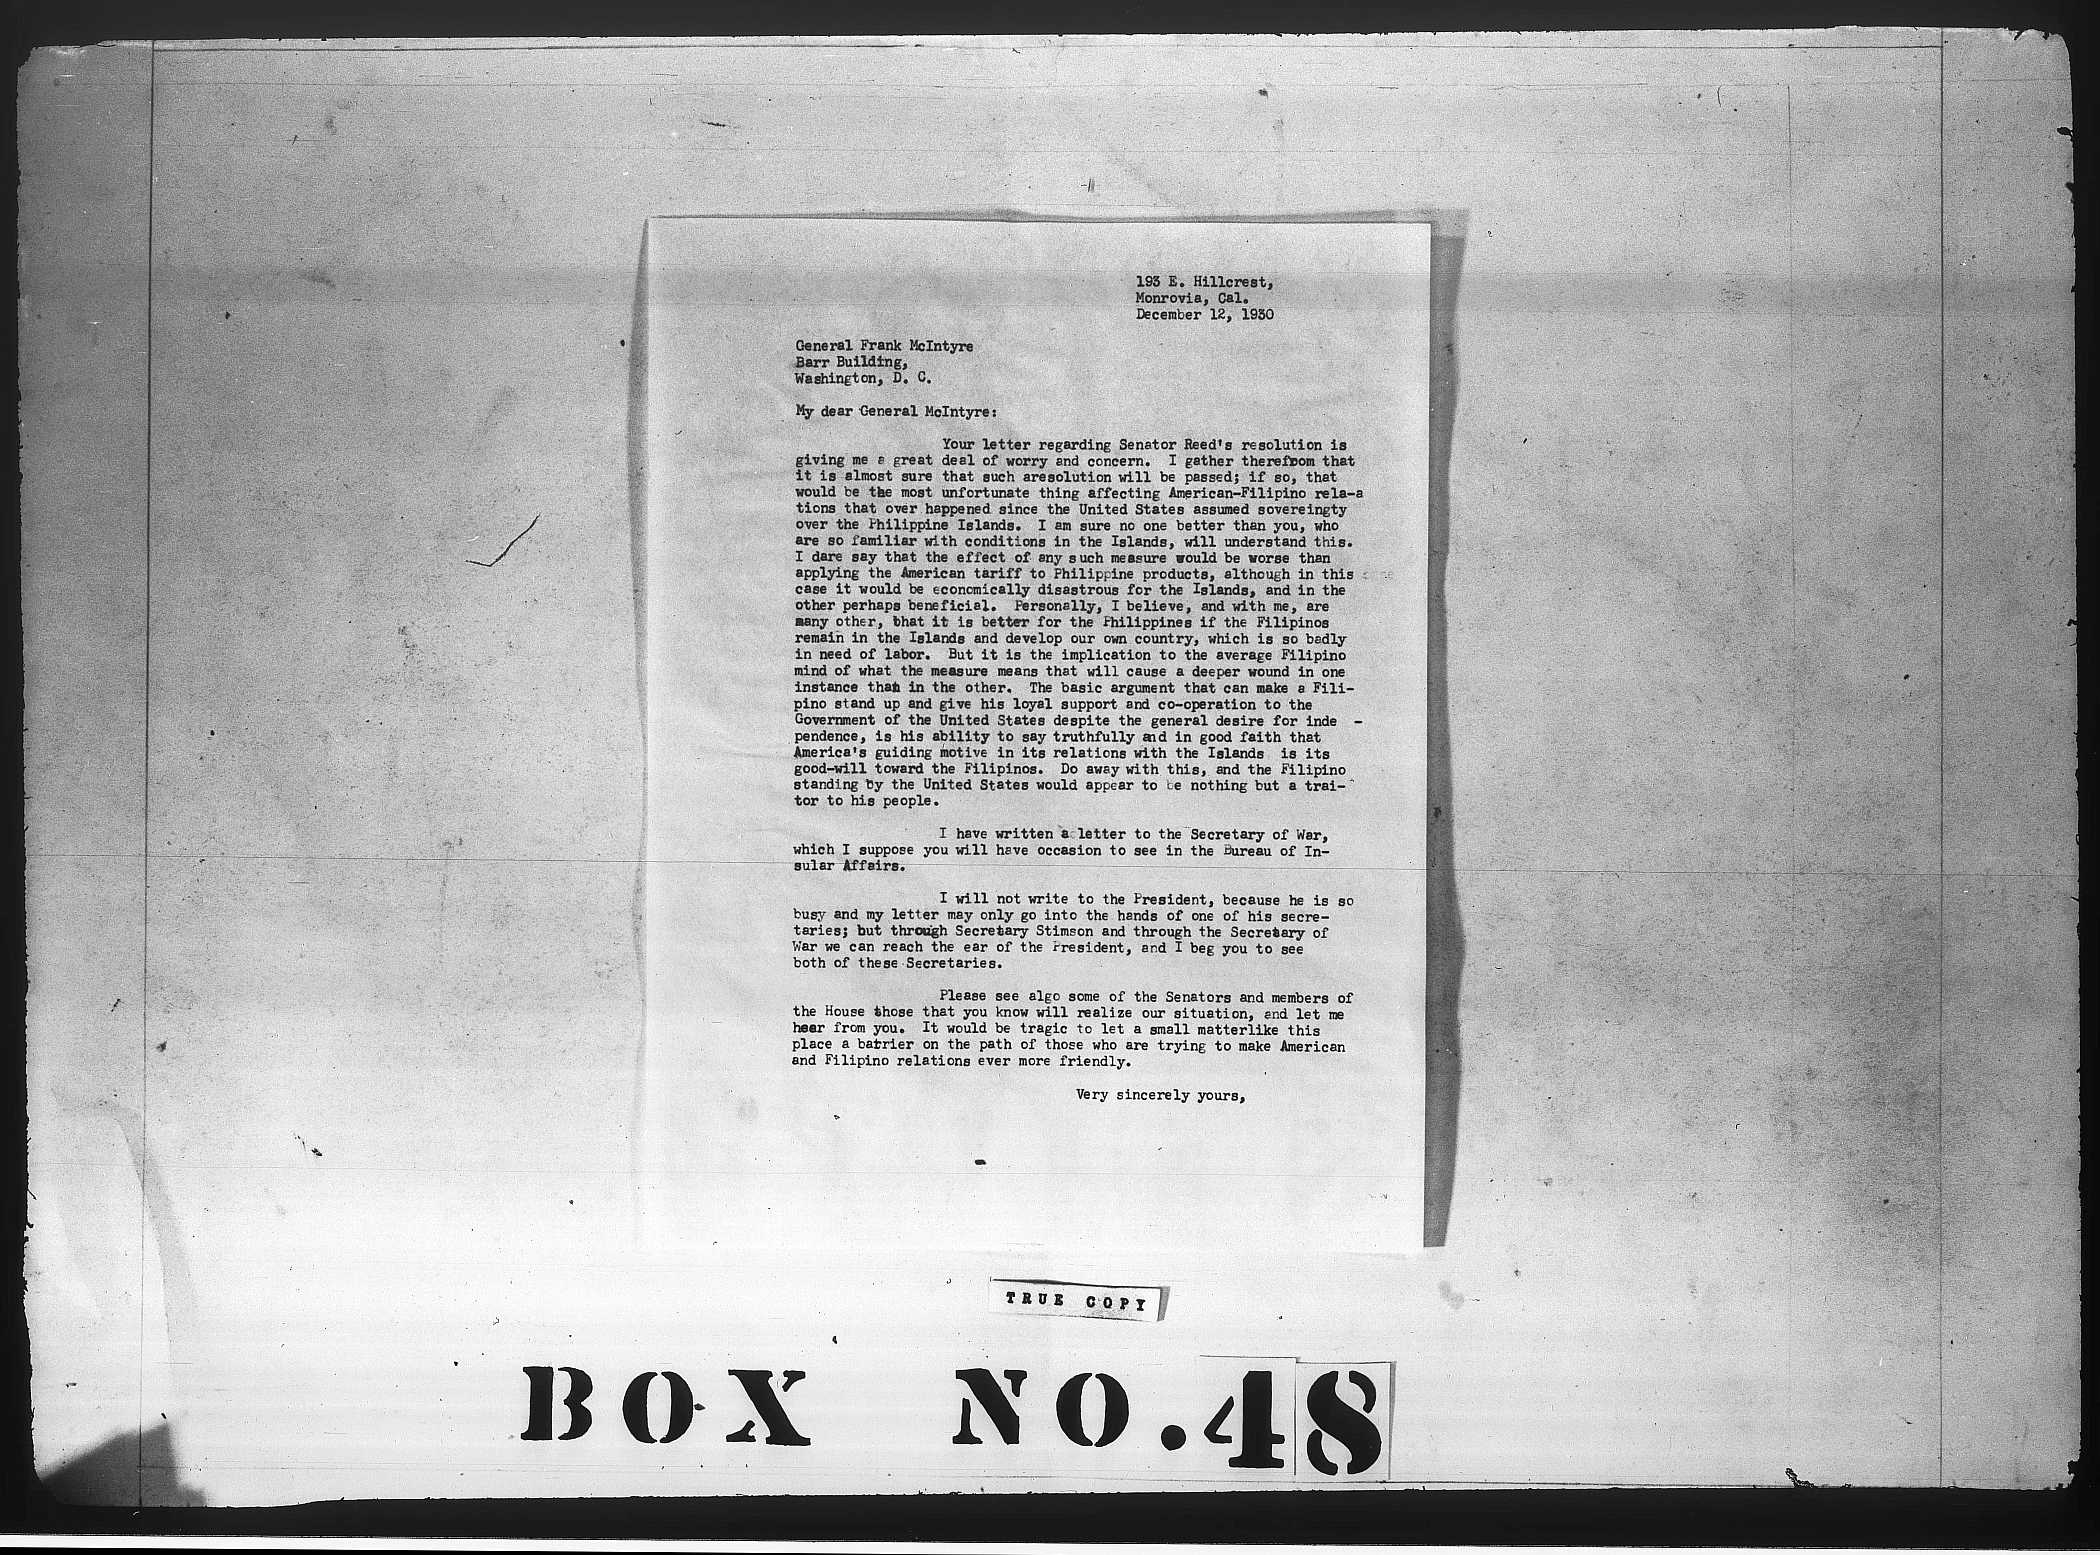 193 E. Hillcrest,
Monrovia, Cal.
December 12, 1930
General Frank McIntyre
Barr Building,
Washington, D. C.
My dear General McIntyre:
Your letter regarding Senator Reed's resolution is
giving me a great deal of worry and concern. I gather therefrom that
it is almost sure that such aresolution will be passed; if so, that
would be the most unfortunate thing affecting American-Filipino rela-a
tions that over happened since the United States assumed sovereingty
over the Philippine Islands. I am sure no one better than you, who
are so familiar with conditions in the Islands, will understand this.
I dare say that the effect of any such measure would be worse than
applying the American tariff to Philippine products, although in this
case it would be economically disastrous for the Islands, and in the
other perhaps beneficial. Personally, I believe, and with me, are
many other, that it is better for the Philippines if the Filipinos
remain in the Islands and develop our own country, which is so badly
in need of labor. But it is the implication to the average Filipino
mind of what the measure means that will cause a deeper wound in one
instance than in the other. The basic argument that can make a Fili-
pino stand up and give his loyal support and co-operation to the
Government of the United States despite the general desire for inde -
pendence, is his ability to say truthfully and in good faith that
America's guiding motive in its relations with the Islands is its
good-will toward the Filipinos. Do away with this, and the Filipino
standing by the United States would appear to be nothing but a trai-
tor to his people.
I have written a letter to the Secretary of War,
which I suppose you will have occasion to see in the Bureau of In-
sular Affairs.
I will not write to the President, because he is so
busy and my letter may only go into the hands of one of his secre-
taries; but through Secretary Stimson and through the Secretary of
War we can reach the ear of the President, and I beg you to see
both of these Secretaries.
Please see algo some of the Senators and members of
the House those that you know will realize our situation, and let me
hear from you. It would be tragic to let a small matterlike this
place a barrier on the path of those who are trying to make American
and Filipino relations ever more friendly.
Very sincerely yours,
TRUE COPY
BOX NO.48